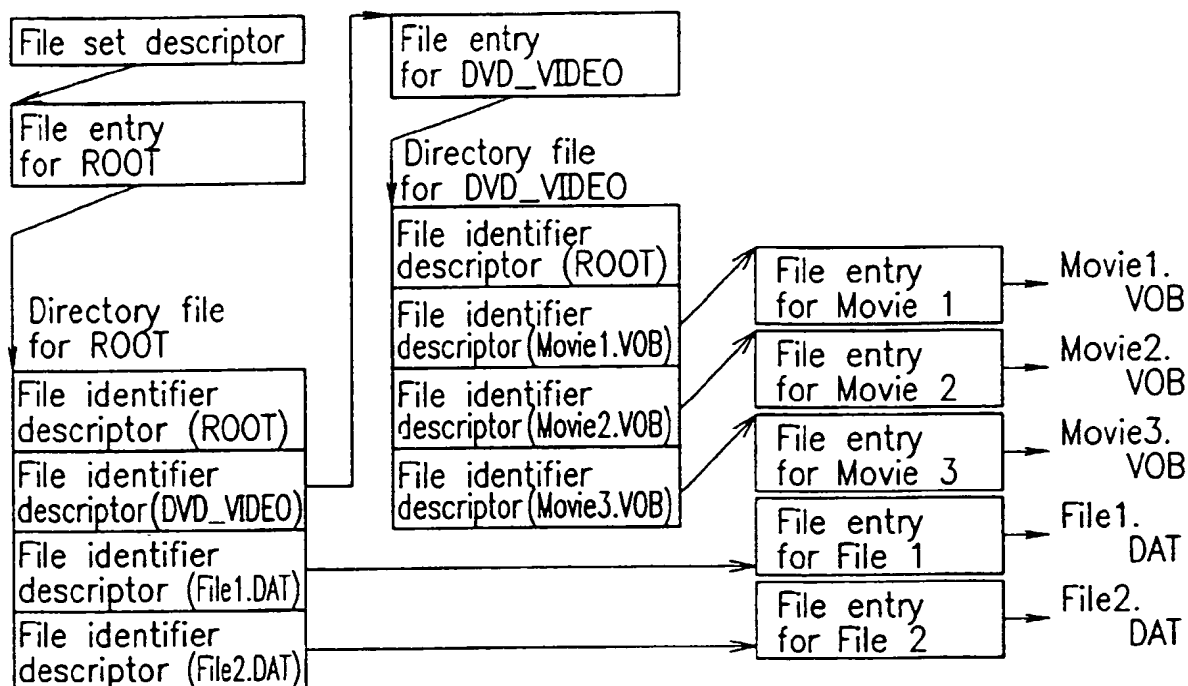 File set descriptor
File entry
for ROOT
Directory file
for ROOT
File identifier
descriptor (ROOT)
File identifier
descriptor(DVD_VIDEO)
File identifier
descriptor (File1.DAT)
File identifier
descriptor (File2.DAT)
File entry
for DVD_VIDEO
Directory file
for DVD_VIDEO
File identifier
descriptor (ROOT)
File identifier
descriptor(Movie1.VOB)
File identifier
descriptor(Movie2.VOB)
File identifier
descriptor(Movie3.VOB)
File entry
for Movie 1
File entry
for Movie 2
File entry
for Movie 3
File entry
for File 1
File entry
for File 2
Movie1.
VOB
Movie2.
VOB
Movie3.
VOB
File1.
DAT
File2.
DAT